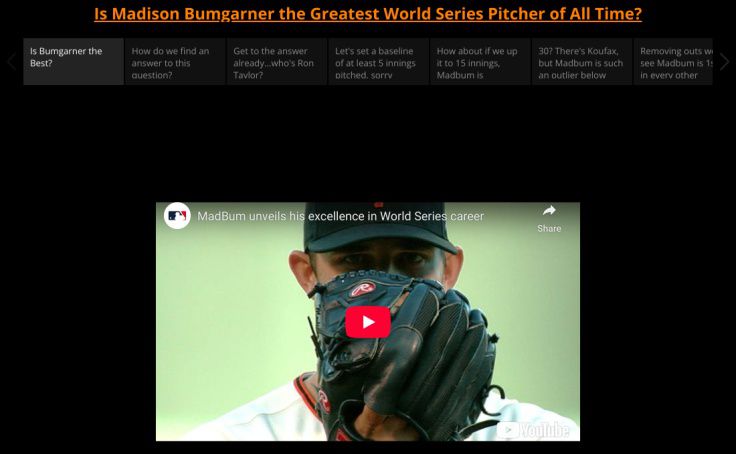 Is Madison Bumgarner the Greatest World Series Pitcher of All Time?
Is Bumgarner the
Best?
How do we find an
answer to this
question?
Get to the answer
already...who's Ron
Taylor?
Let's set a baseline
of at least 5 innings
pitched, sorry
How about if we up
it to 15 innings,
Madbum is
30? There's Koufax,
but Madbum is such
an outlier below
Removing outs we
see Madbum is 1s
in every other
MadBum unveils his excellence in World Series career
Share
R
Rawlings
YouTube